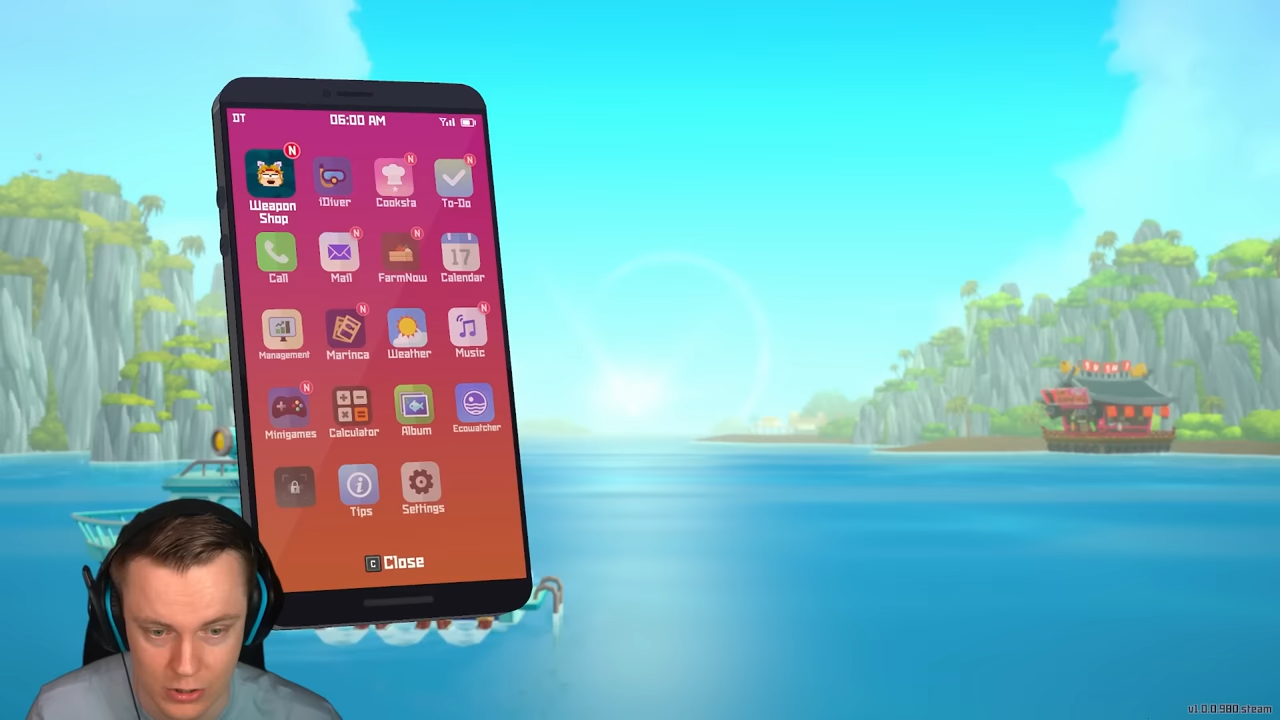 DT
06:00 AM
N
Weapon
Shop
iDiver
N
Cooksta
N
To-Do
Call
N
Mail
N
FarmNow
17
Calendar
Management
N
Marinca
Weather
N
Music
N
Minigames
Calculator
Album
Ecowatcher
Tips
Settings
C Close
v1.0.0.980.steam